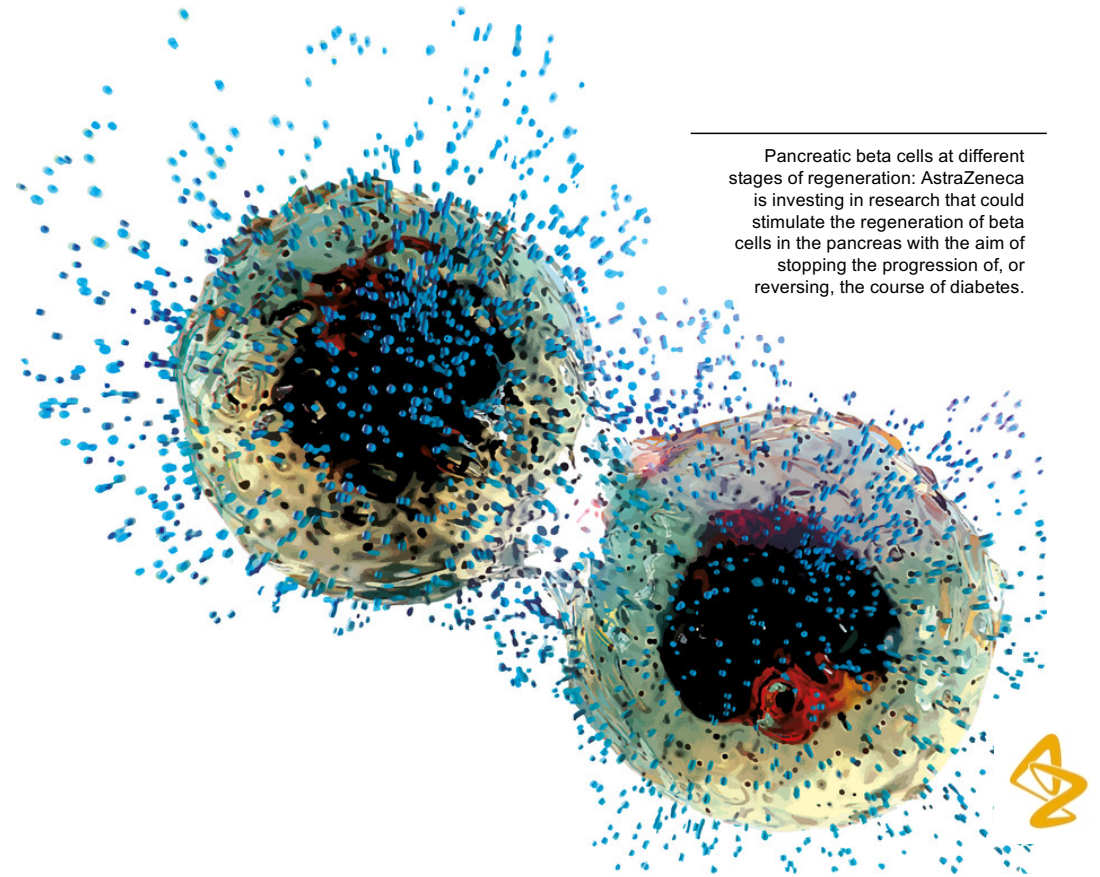 Pancreatic beta cells at different
stages of regeneration: AstraZeneca
is investing in research that could
stimulate the regeneration of beta
cells in the pancreas with the aim of
stopping the progression of, or
reversing, the course of diabetes.